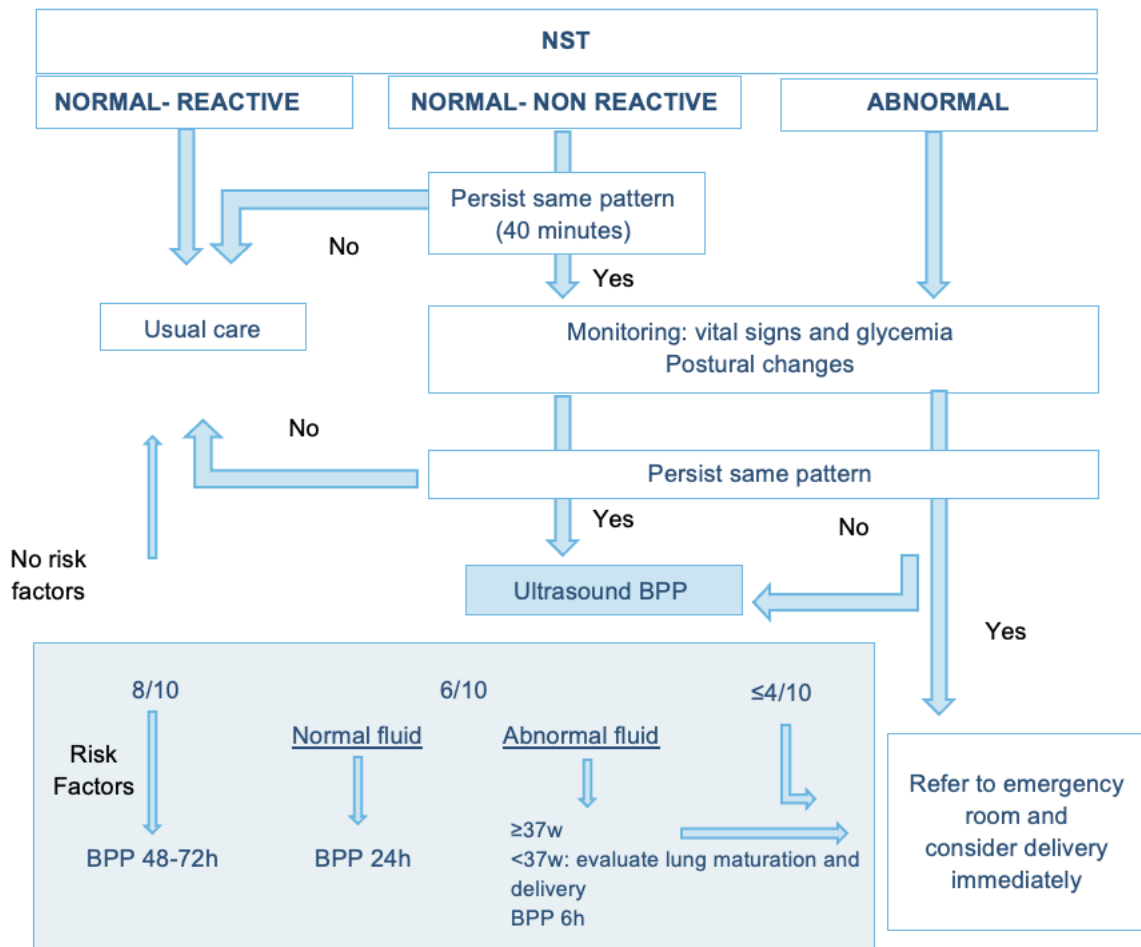 NST
NORMAL- REACTIVE
NORMAL- NON REACTIVE
ABNORMAL
Persist same pattern
(40 minutes)
No
Yes
Usual care
Monitoring: vital signs and glycemia
Postural changes
No
Persist same pattern
Yes
No
No risk
factors
Ultrasound BPP
Yes
8/10
6/10
≤4/10
Normal fluid
Abnormal fluid
Risk
Factors
BPP 48-72h
BPP 24h
≥37w
<37w: evaluate lung maturation and
delivery
BPP 6h
Refer to emergency
room and
consider delivery
immediately